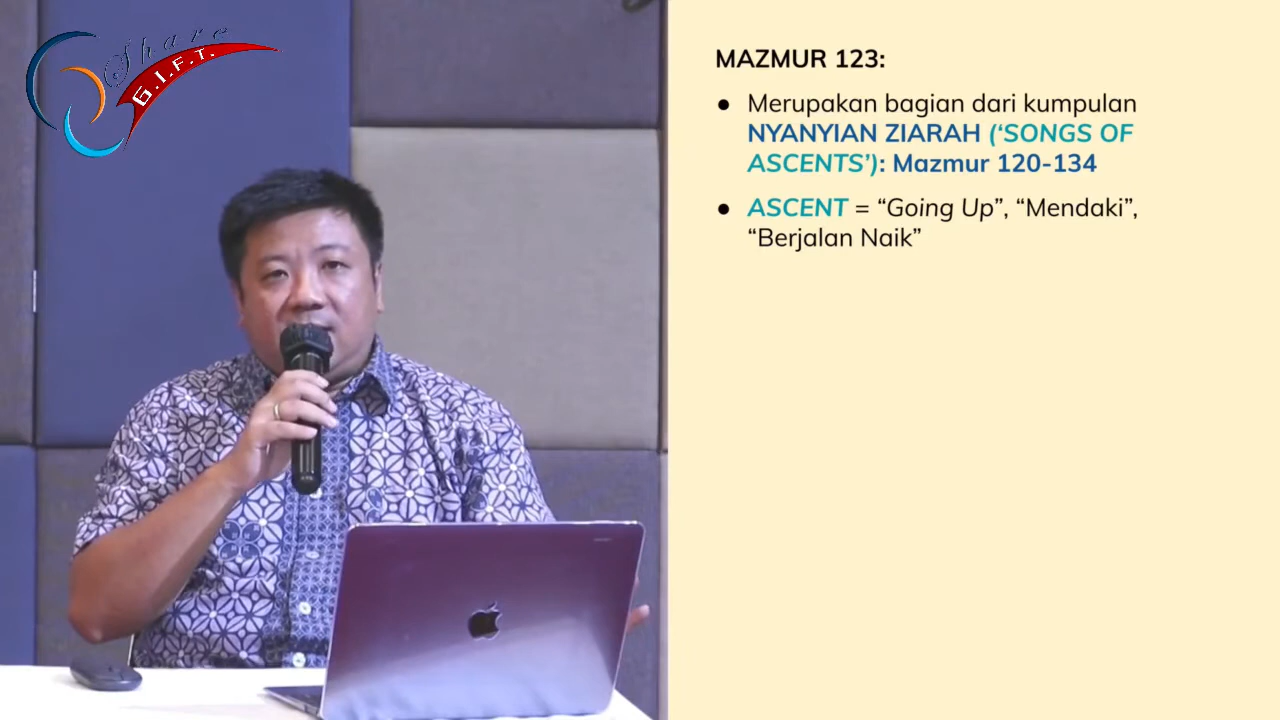 Share
G.I.F.T.
MAZMUR 123:
● Merupakan bagian dari kumpulan
NYANYIAN ZIARAH (‘SONGS OF
ASCENTS’): Mazmur 120-134
● ASCENT = “Going Up”, “Mendaki”,
“Berjalan Naik”